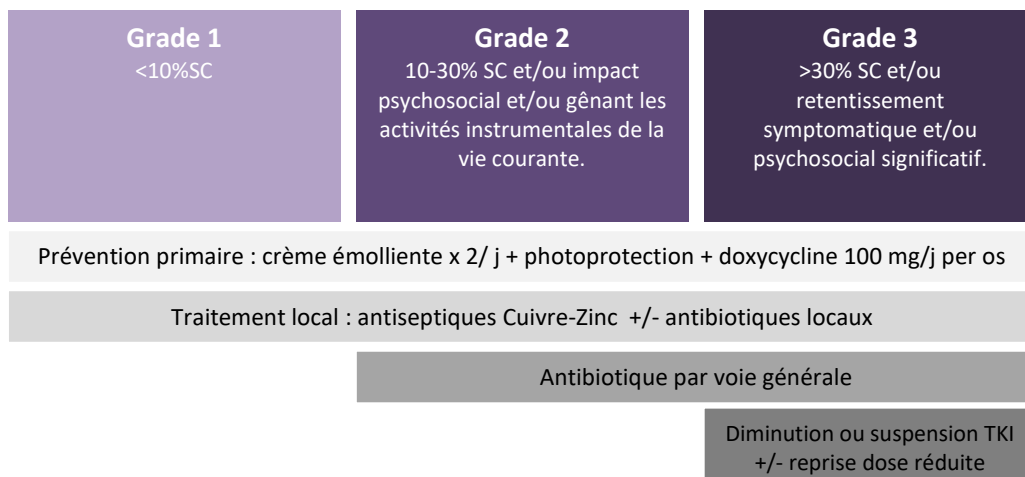 Grade 1
<10%SC
Grade 2
10-30% SC et/ou impact
psychosocial et/ou gênant les
activités instrumentales de la
vie courante.
Grade 3
>30% SC et/ou
retentissement
symptomatique et/ou
psychosocial significatif.
Prévention primaire : crème émolliente x 2/ j + photoprotection + doxycycline 100 mg/j per os
Traitement local : antiseptiques Cuivre-Zinc +/- antibiotiques locaux
Antibiotique par voie générale
Diminution ou suspension TKI
+/- reprise dose réduite